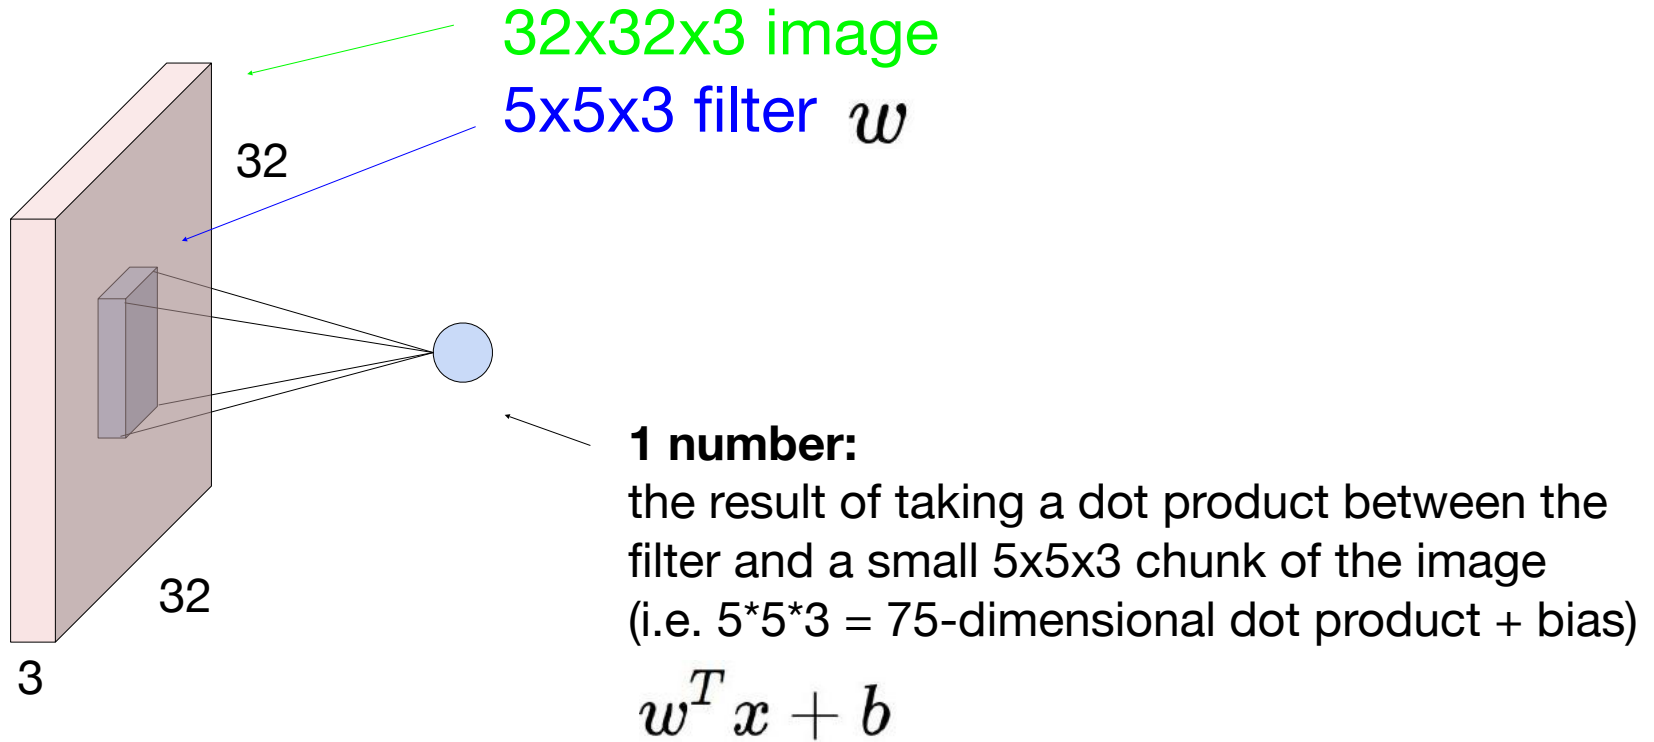 32x32x3 image
5x5x3 filter w
32
32
3
1 number:
the result of taking a dot product between the
filter and a small 5x5x3 chunk of the image
(i.e. 5*5*3 = 75-dimensional dot product + bias)
w^T x + b